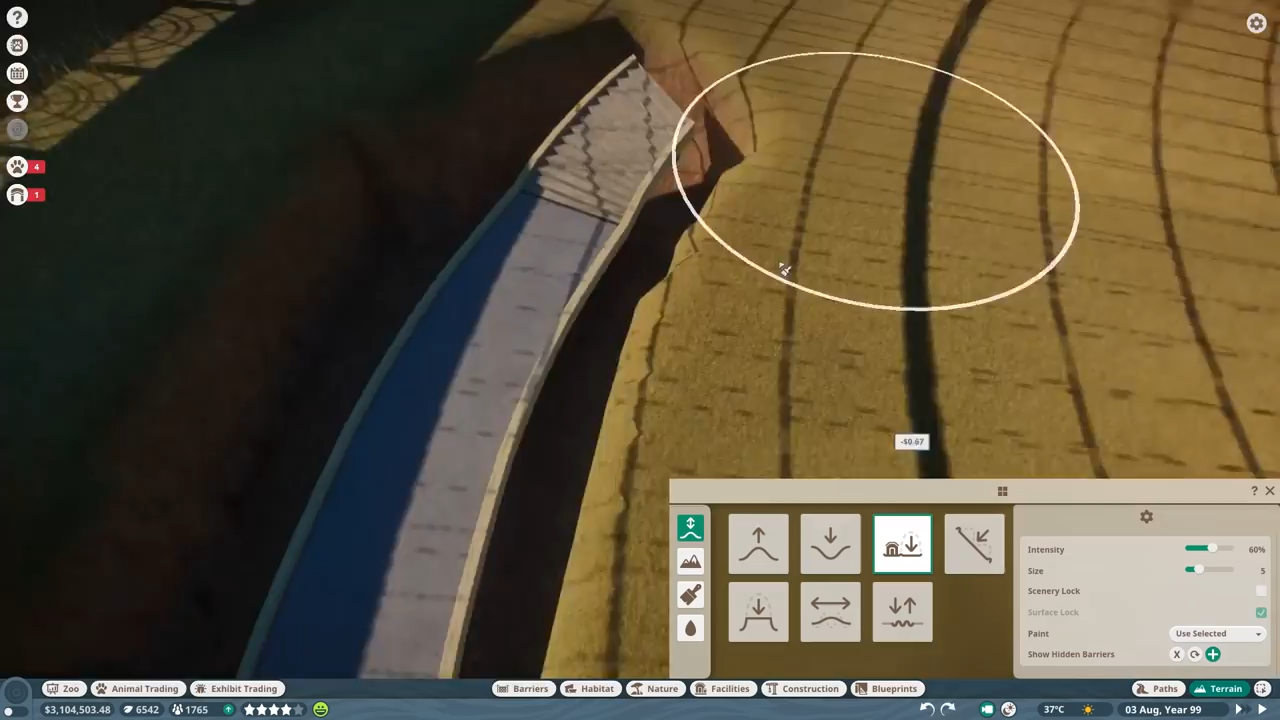 ?
4
1
-$0.67
?
Intensity 60%
Size 5
Scenery Lock
Surface Lock
Paint Use Selected
Show Hidden Barriers X
Zoo Animal Trading Exhibit Trading Barriers Habitat Nature Facilities Construction Blueprints Paths Terrain
$3,104,503.48 6542 1765 37°C 03 Aug, Year 99